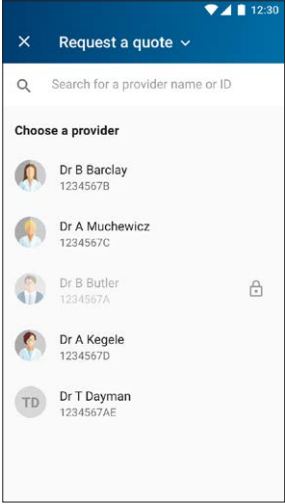 12:30
Request a quote
Search for a provider name or ID
Choose a provider
Dr B Barclay
1234567B
Dr A Muchewicz
1234567C
Dr B Butler
1234567A
Dr A Kegele
1234567D
TD
Dr T Dayman
1234567AE